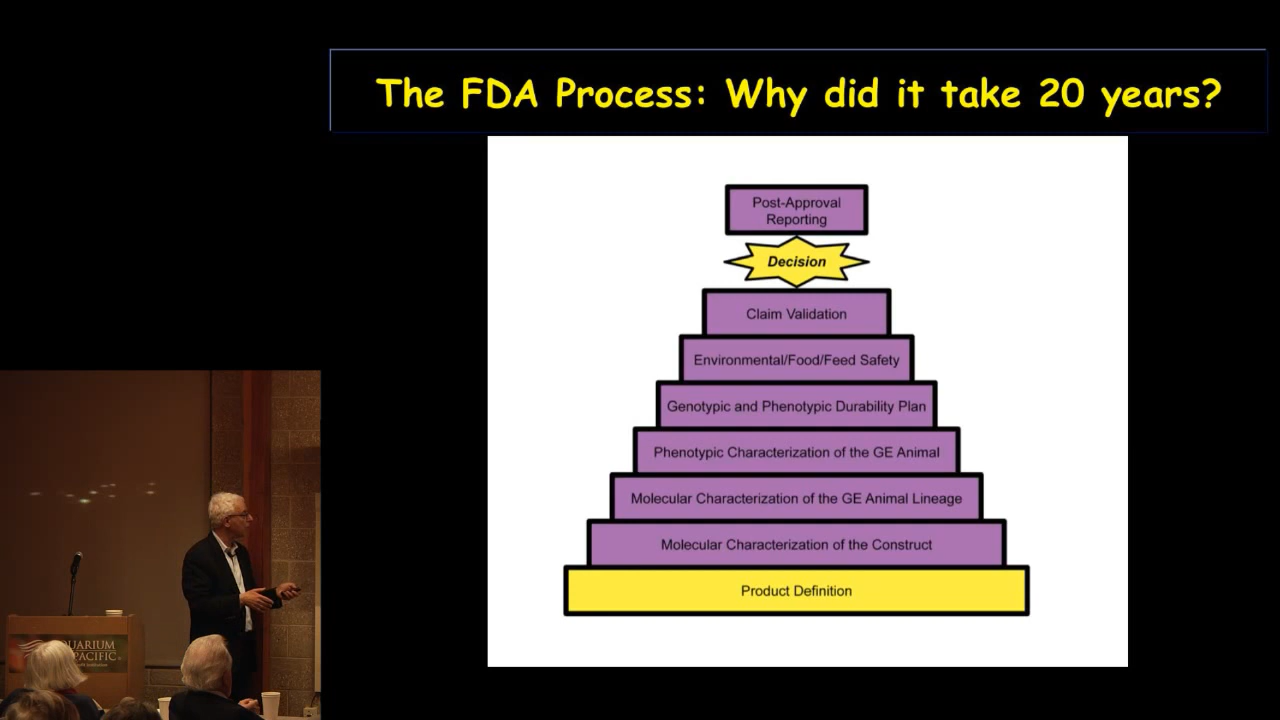 The FDA Process: Why did it take 20 years?
Post-Approval
Reporting
Decision
Claim Validation
Environmental/Food/Feed Safety
Genotypic and Phenotypic Durability Plan
Phenotypic Characterization of the GE Animal
Molecular Characterization of the GE Animal Lineage
Molecular Characterization of the Construct
Product Definition
QUARIUM
PACIFIC